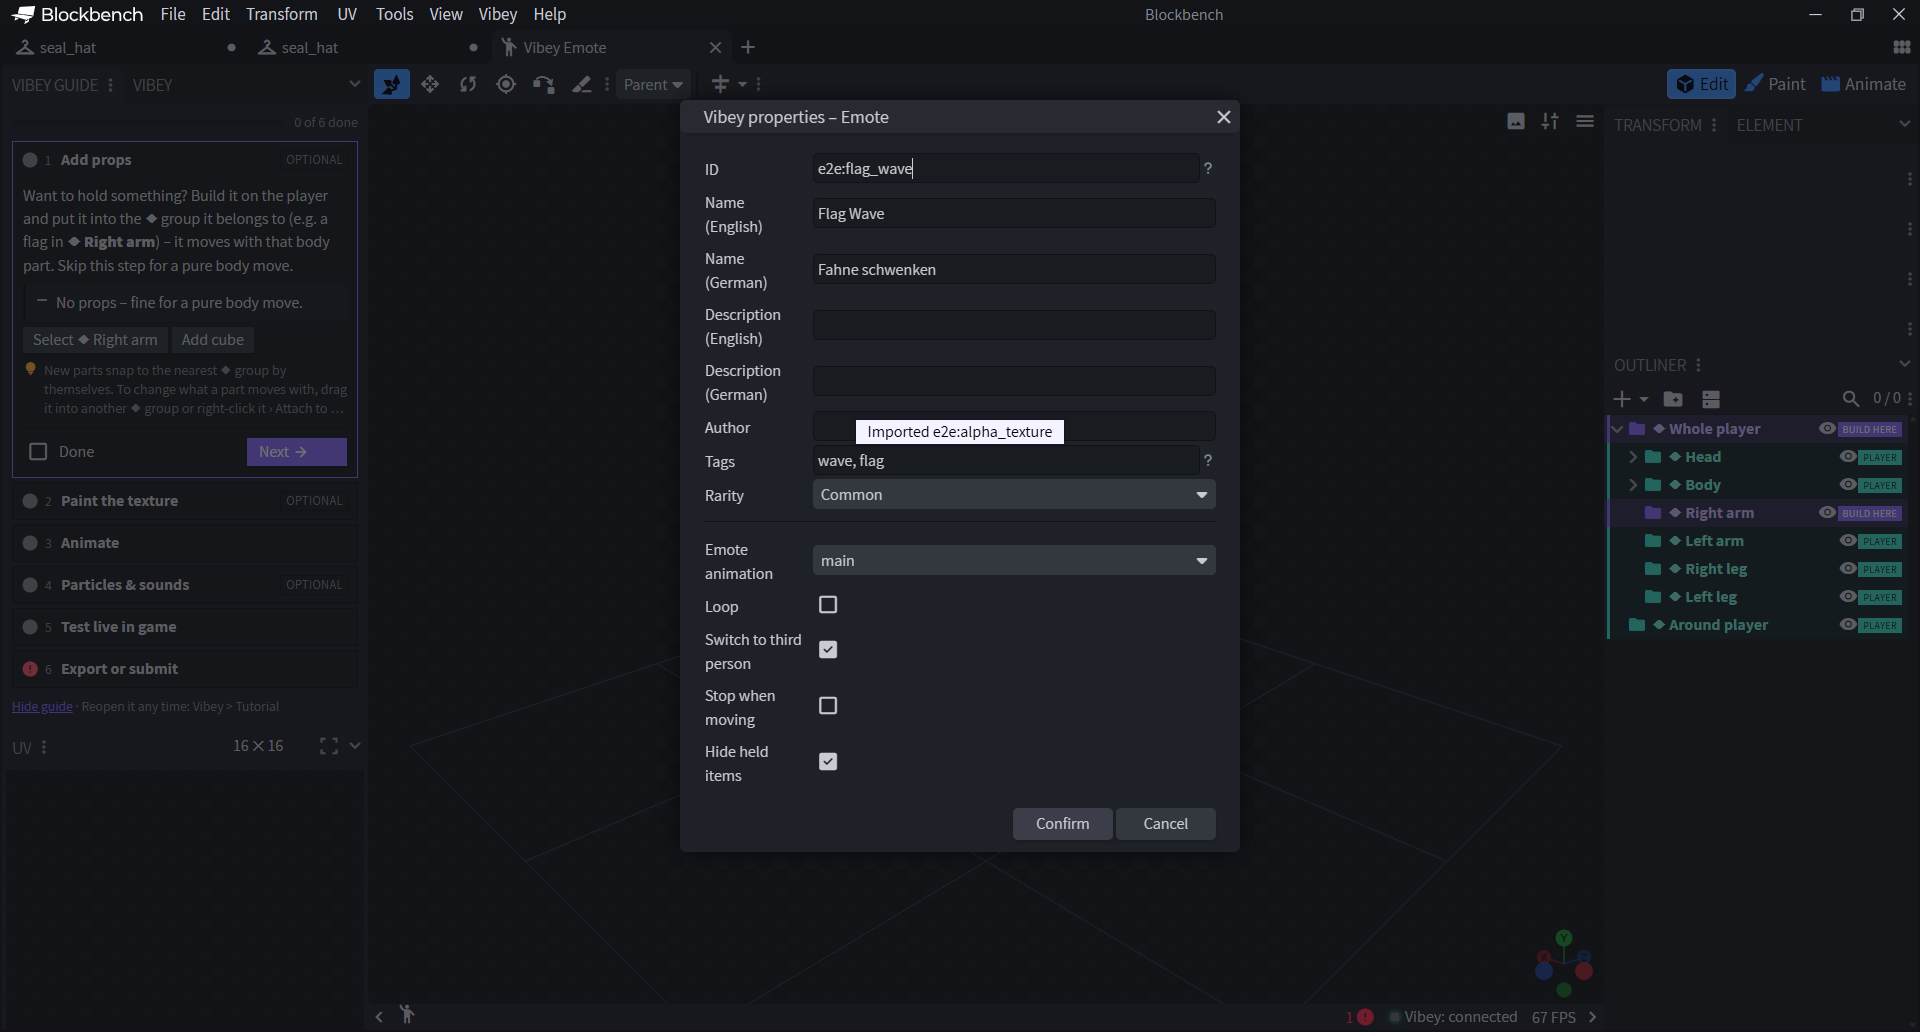 Blockbench File Edit Transform UV Tools View Vibey Help
Blockbench
seal_hat
seal_hat
Vibey Emote
VIBEY GUIDE
VIBEY
Parent
Edit
Paint
Animate
0 of 6 done
1 Add props OPTIONAL
Want to hold something? Build it on the player
and put it into the ◆ group it belongs to (e.g. a
flag in ◆ Right arm) – it moves with that body
part. Skip this step for a pure body move.
– No props – fine for a pure body move.
Select ◆ Right arm
Add cube
New parts snap to the nearest ◆ group by
themselves. To change what a part moves with, drag
it into another ◆ group or right-click it › Attach to ...
Done
Next →
2 Paint the texture OPTIONAL
3 Animate
4 Particles & sounds OPTIONAL
5 Test live in game
6 Export or submit
Hide guide · Reopen it any time: Vibey > Tutorial
UV
16 × 16
Vibey properties – Emote
ID
e2e:flag_wave
?
Name
(English)
Flag Wave
Name
(German)
Fahne schwenken
Description
(English)
Description
(German)
Author
Imported e2e:alpha_texture
Tags
wave, flag
?
Rarity
Common
Emote
animation
main
Loop
Switch to third
person
Stop when
moving
Hide held
items
Confirm
Cancel
TRANSFORM
ELEMENT
OUTLINER
0 / 0
◆ Whole player BUILD HERE
◆ Head PLAYER
◆ Body PLAYER
◆ Right arm BUILD HERE
◆ Left arm PLAYER
◆ Right leg PLAYER
◆ Left leg PLAYER
◆ Around player PLAYER
Y
X
Z
1
Vibey: connected
67 FPS